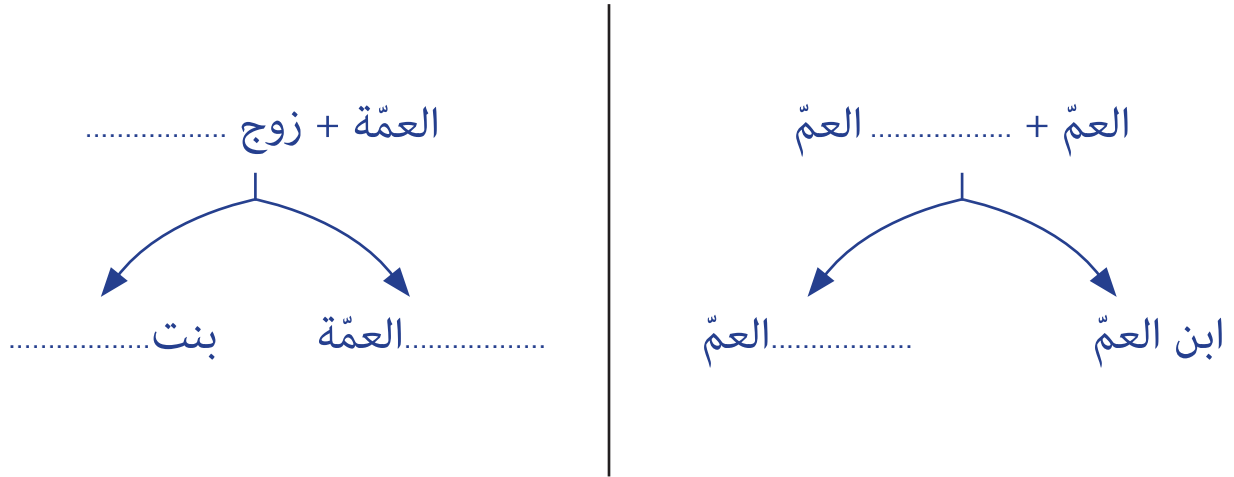 العمّ + .................. العمّ
ابن العمّ
..................العمّ
العمّة + زوج ..................
..................العمّة
بنت..................